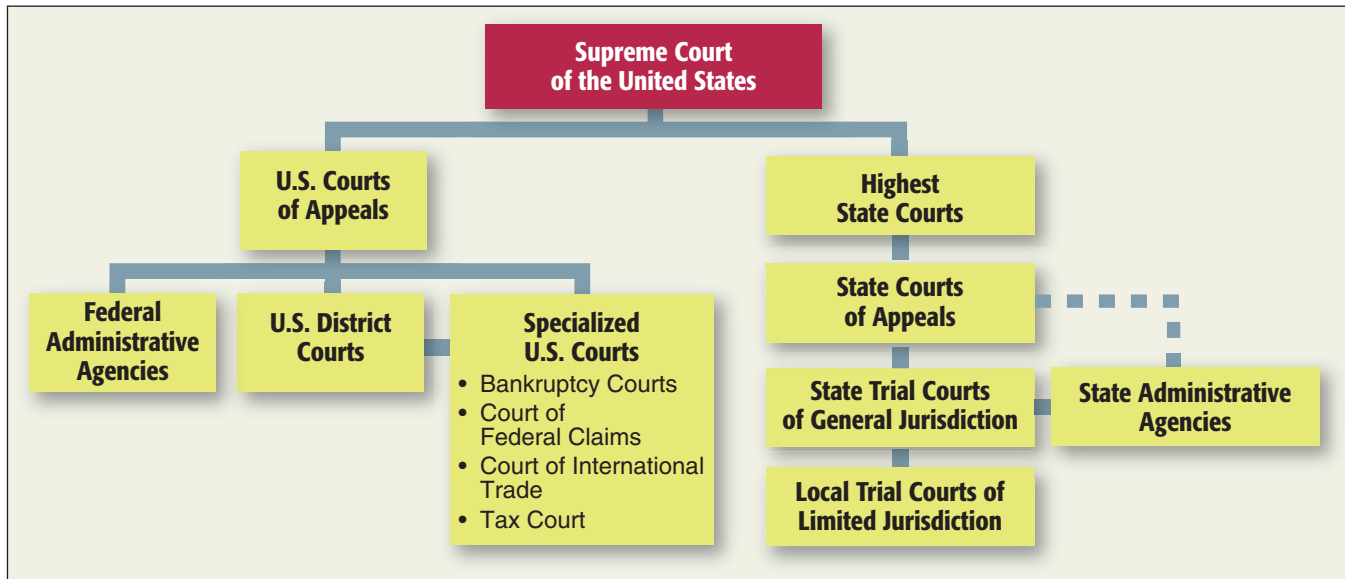 Supreme Court
of the United States
U.S. Courts
of Appeals
Highest
State Courts
Federal
Administrative
Agencies
U.S. District
Courts
Specialized
U.S. Courts
• Bankruptcy Courts
• Court of
Federal Claims
• Court of International
Trade
• Tax Court
State Courts
of Appeals
State Trial Courts
of General Jurisdiction
State Administrative
Agencies
Local Trial Courts of
Limited Jurisdiction